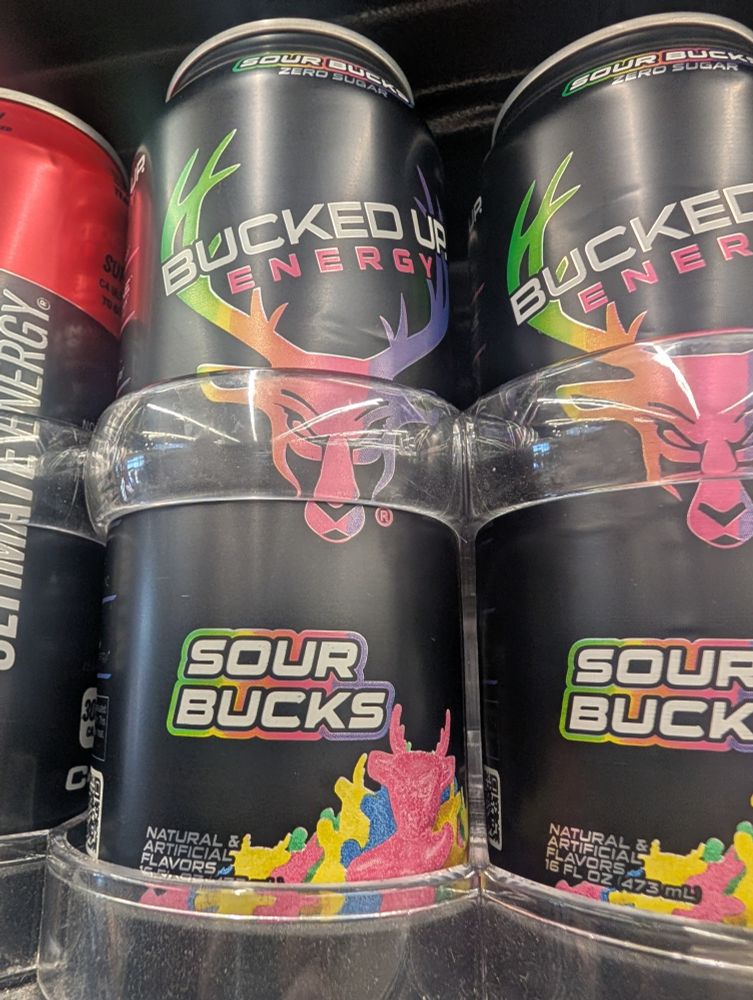 SOUR BUCKS
ZERO SUGAR
BUCKED UP
ENERGY
®
SOUR
BUCKS
NATURAL &
ARTIFICIAL
FLAVORS
SOUR BUCKS
ZERO SUGAR
BUCKED
ENER
SOUR
BUCK
NATURAL &
ARTIFICIAL
FLAVORS
16 FL OZ (473 mL)
ENERGY®